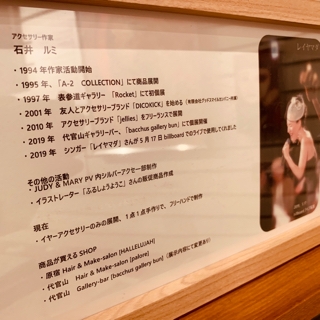 アクセサリー作家
石井　ルミ
・1994 年作家活動開始
・1995 年、「A-2　COLLECTION」にて商品展開
・1997 年　表参道ギャラリー　「Rocket」にて初個展
・2001 年　友人とアクセサリーブランド「DICOKICK」を始める
・2010 年　アクセサリーブランド「jellies」をフリーランスで展開
・2019 年　代官山ギャラリーバー、「bacchus gallery bun」にて個展開催
・2019 年　シンガー「レイヤマダ」さんが 5 月 17 日 billboard でのライブで使用してくれました
その他の活動
・JUDY & MARY PV 内シルバーアクセ一部制作
・イラストレーター「ふるしょうようこ」さんの販促商品作成
現在
・イヤーアクセサリーのみの展開、1 点 1 点手作りで、フリーハンドで制作
商品が買える SHOP
・原宿 Hair & Make-salon [HALLELUJAH]
・代官山　Hair & Make-salon [palore]
・代官山　Gallery-bar [bacchus gallery bun]（展示内容にて変更あり）
レイヤマダ